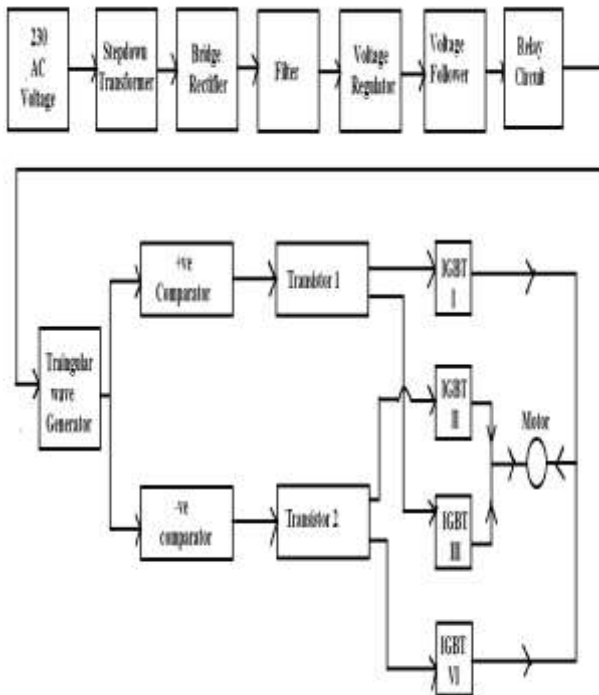 230
AC
Voltage
Stepdown
Transformer
Bridge
Rectifier
Filter
Voltage
Regulator
Voltage
Follower
Relay
Circuit
Traingular
wave
Generator
+ve
Comparator
Transistor 1
IGBT
I
IGBT
II
Motor
-ve
comparator
Transistor 2
IGBT
III
IGBT
VI